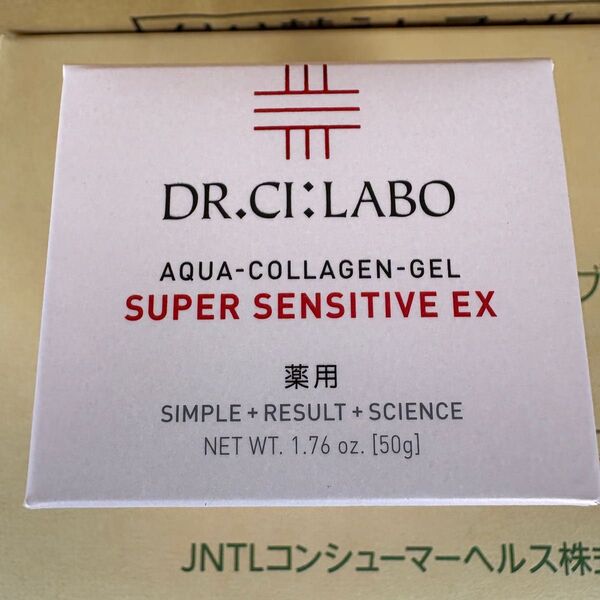 DR.CI:LABO
AQUA-COLLAGEN-GEL
SUPER SENSITIVE EX
薬用
SIMPLE + RESULT + SCIENCE
NET WT. 1.76 oz. [50g]
JNTLコンシューマーヘルス株式